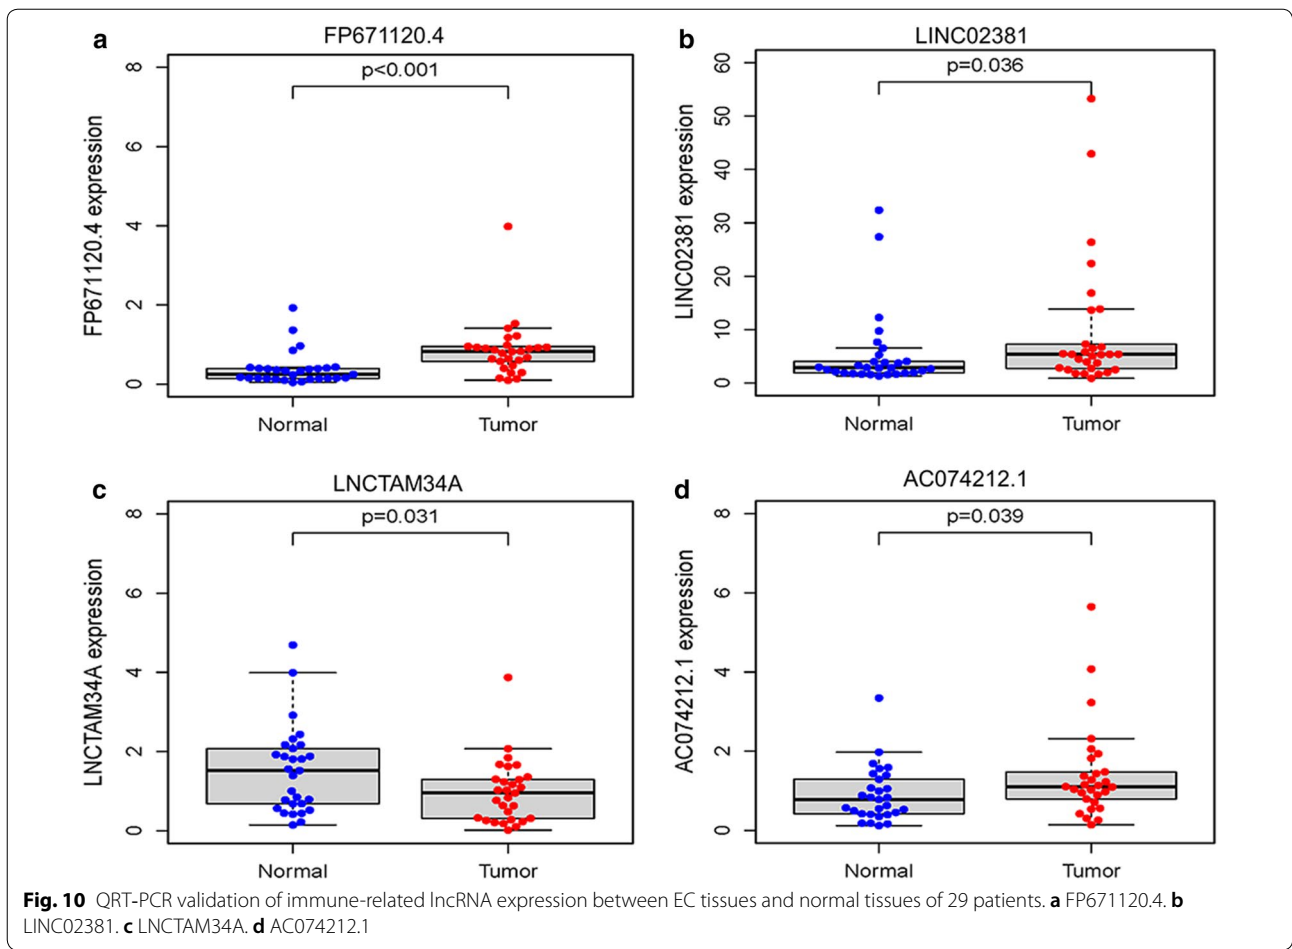 a
FP671120.4
p<0.001
FP671120.4 expression
8
6
4
2
0
Normal
Tumor
b
LINC02381
p=0.036
LINC02381 expression
60
50
40
30
20
10
0
Normal
Tumor
c
LNCTAM34A
p=0.031
LNCTAM34A expression
8
6
4
2
0
Normal
Tumor
d
AC074212.1
p=0.039
AC074212.1 expression
8
6
4
2
0
Normal
Tumor
Fig. 10 QRT-PCR validation of immune-related lncRNA expression between EC tissues and normal tissues of 29 patients. a FP671120.4. b
LINC02381. c LNCTAM34A. d AC074212.1